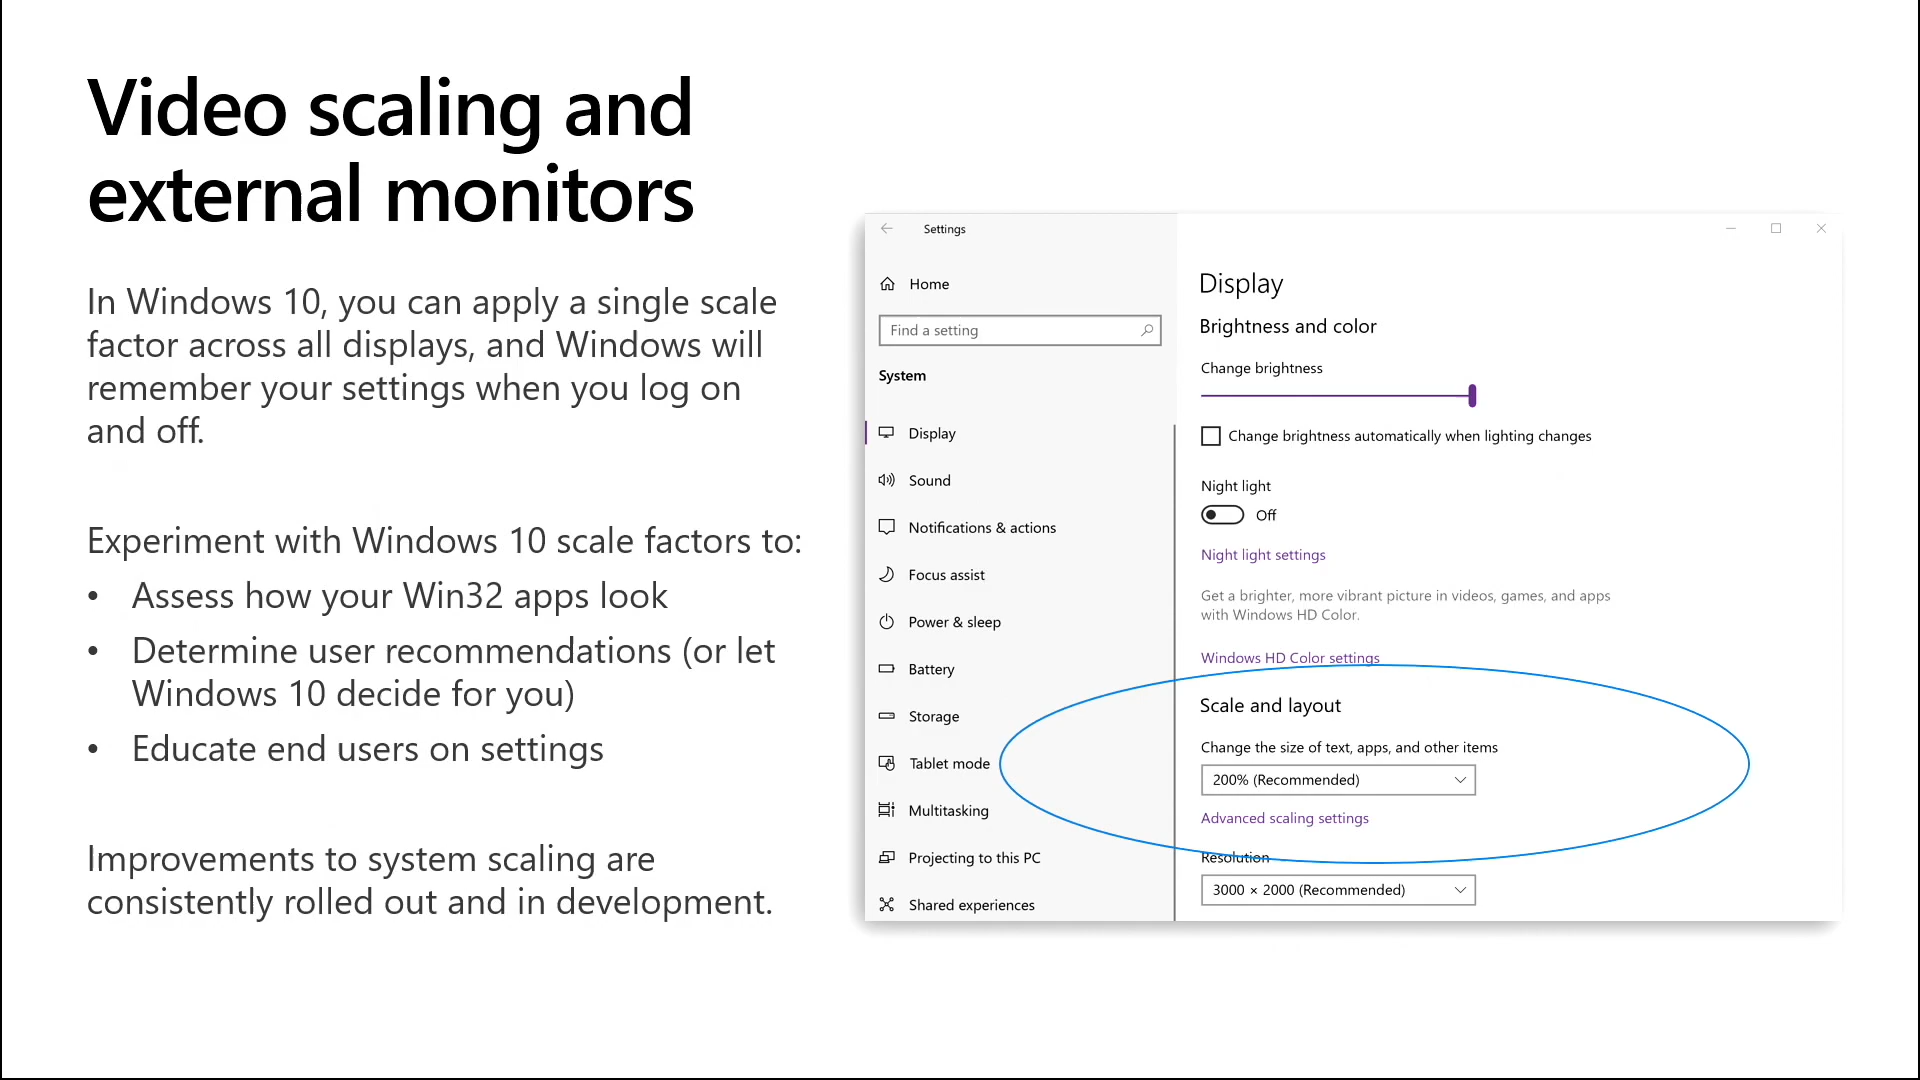 Video scaling and
external monitors
In Windows 10, you can apply a single scale
factor across all displays, and Windows will
remember your settings when you log on
and off.
Experiment with Windows 10 scale factors to:
• Assess how your Win32 apps look
• Determine user recommendations (or let
Windows 10 decide for you)
• Educate end users on settings
Improvements to system scaling are
consistently rolled out and in development.
Settings
Home
Find a setting
System
Display
Sound
Notifications & actions
Focus assist
Power & sleep
Battery
Storage
Tablet mode
Multitasking
Projecting to this PC
Shared experiences
Display
Brightness and color
Change brightness
Change brightness automatically when lighting changes
Night light
Off
Night light settings
Get a brighter, more vibrant picture in videos, games, and apps
with Windows HD Color.
Windows HD Color settings
Scale and layout
Change the size of text, apps, and other items
200% (Recommended)
Advanced scaling settings
Resolution
3000 × 2000 (Recommended)